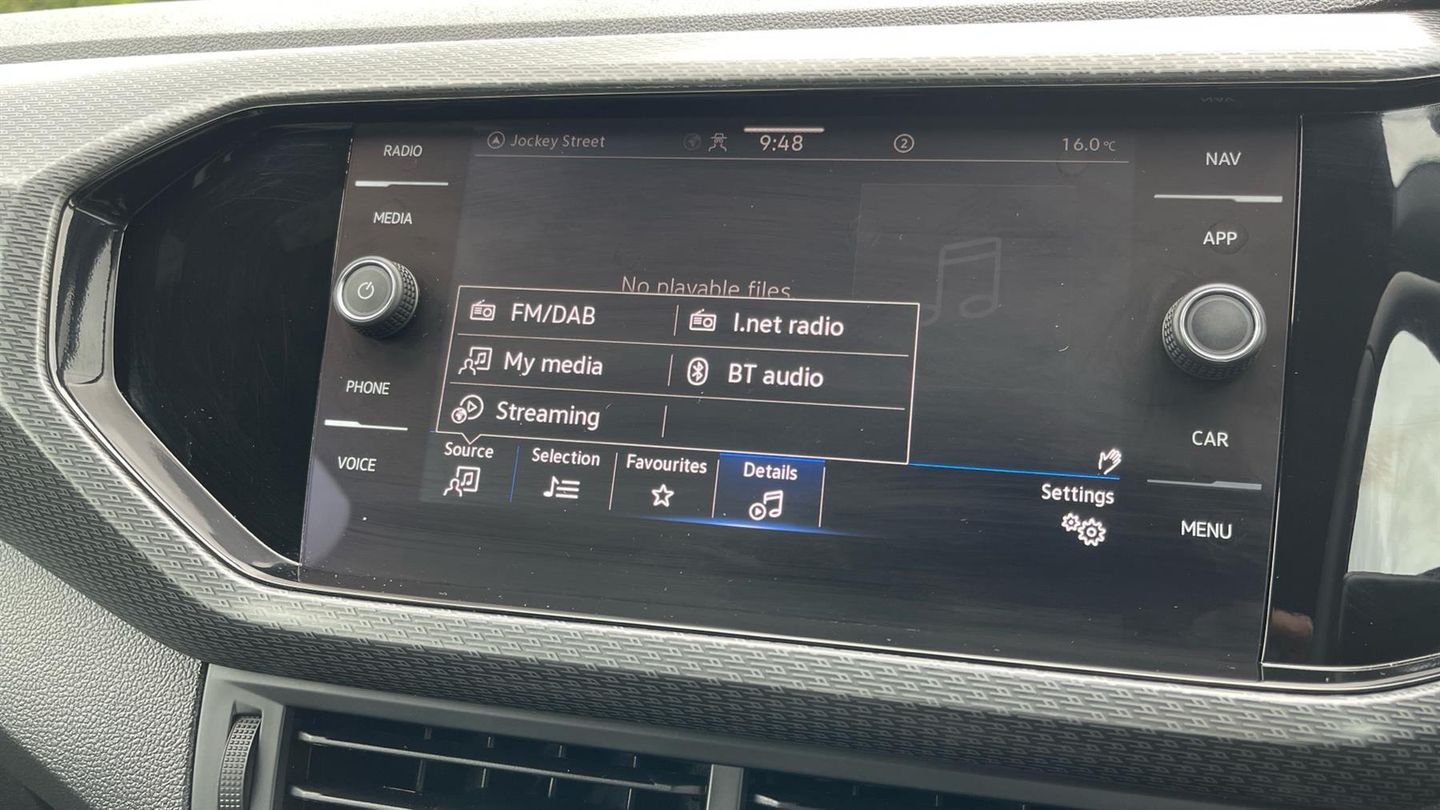 RADIO
MEDIA
PHONE
VOICE
Jockey Street
9:48
2
16.0 °C
No playable files
FM/DAB
I.net radio
My media
BT audio
Streaming
Source
Selection
Favourites
Details
Settings
NAV
APP
CAR
MENU